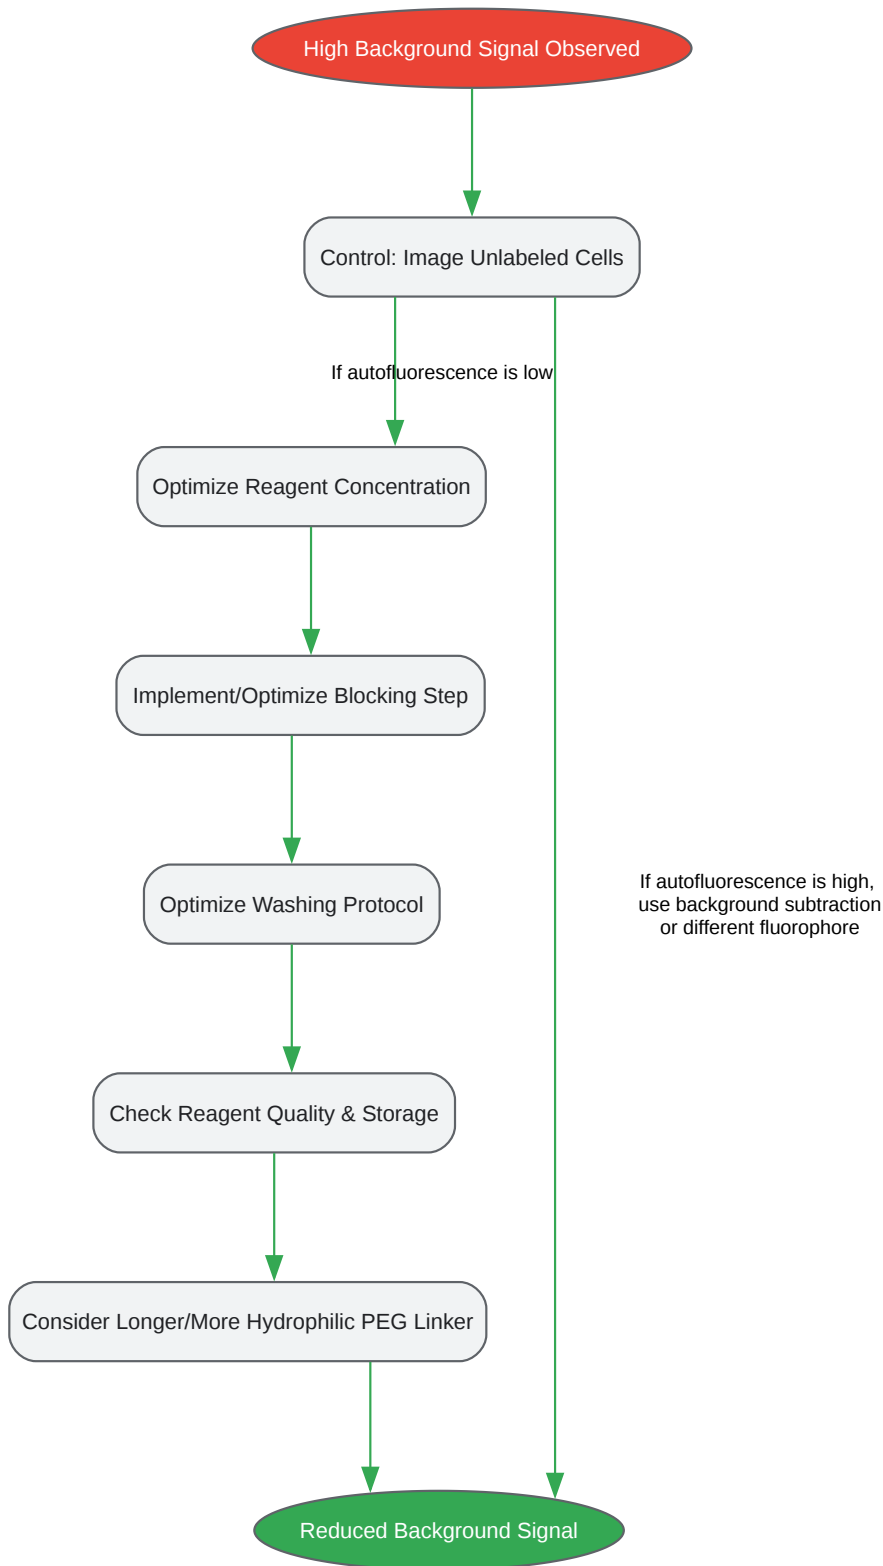 High Background Signal Observed
Control: Image Unlabeled Cells
If autofluorescence is low
Optimize Reagent Concentration
Implement/Optimize Blocking Step
Optimize Washing Protocol
If autofluorescence is high,
use background subtraction
or different fluorophore
Check Reagent Quality & Storage
Consider Longer/More Hydrophilic PEG Linker
Reduced Background Signal